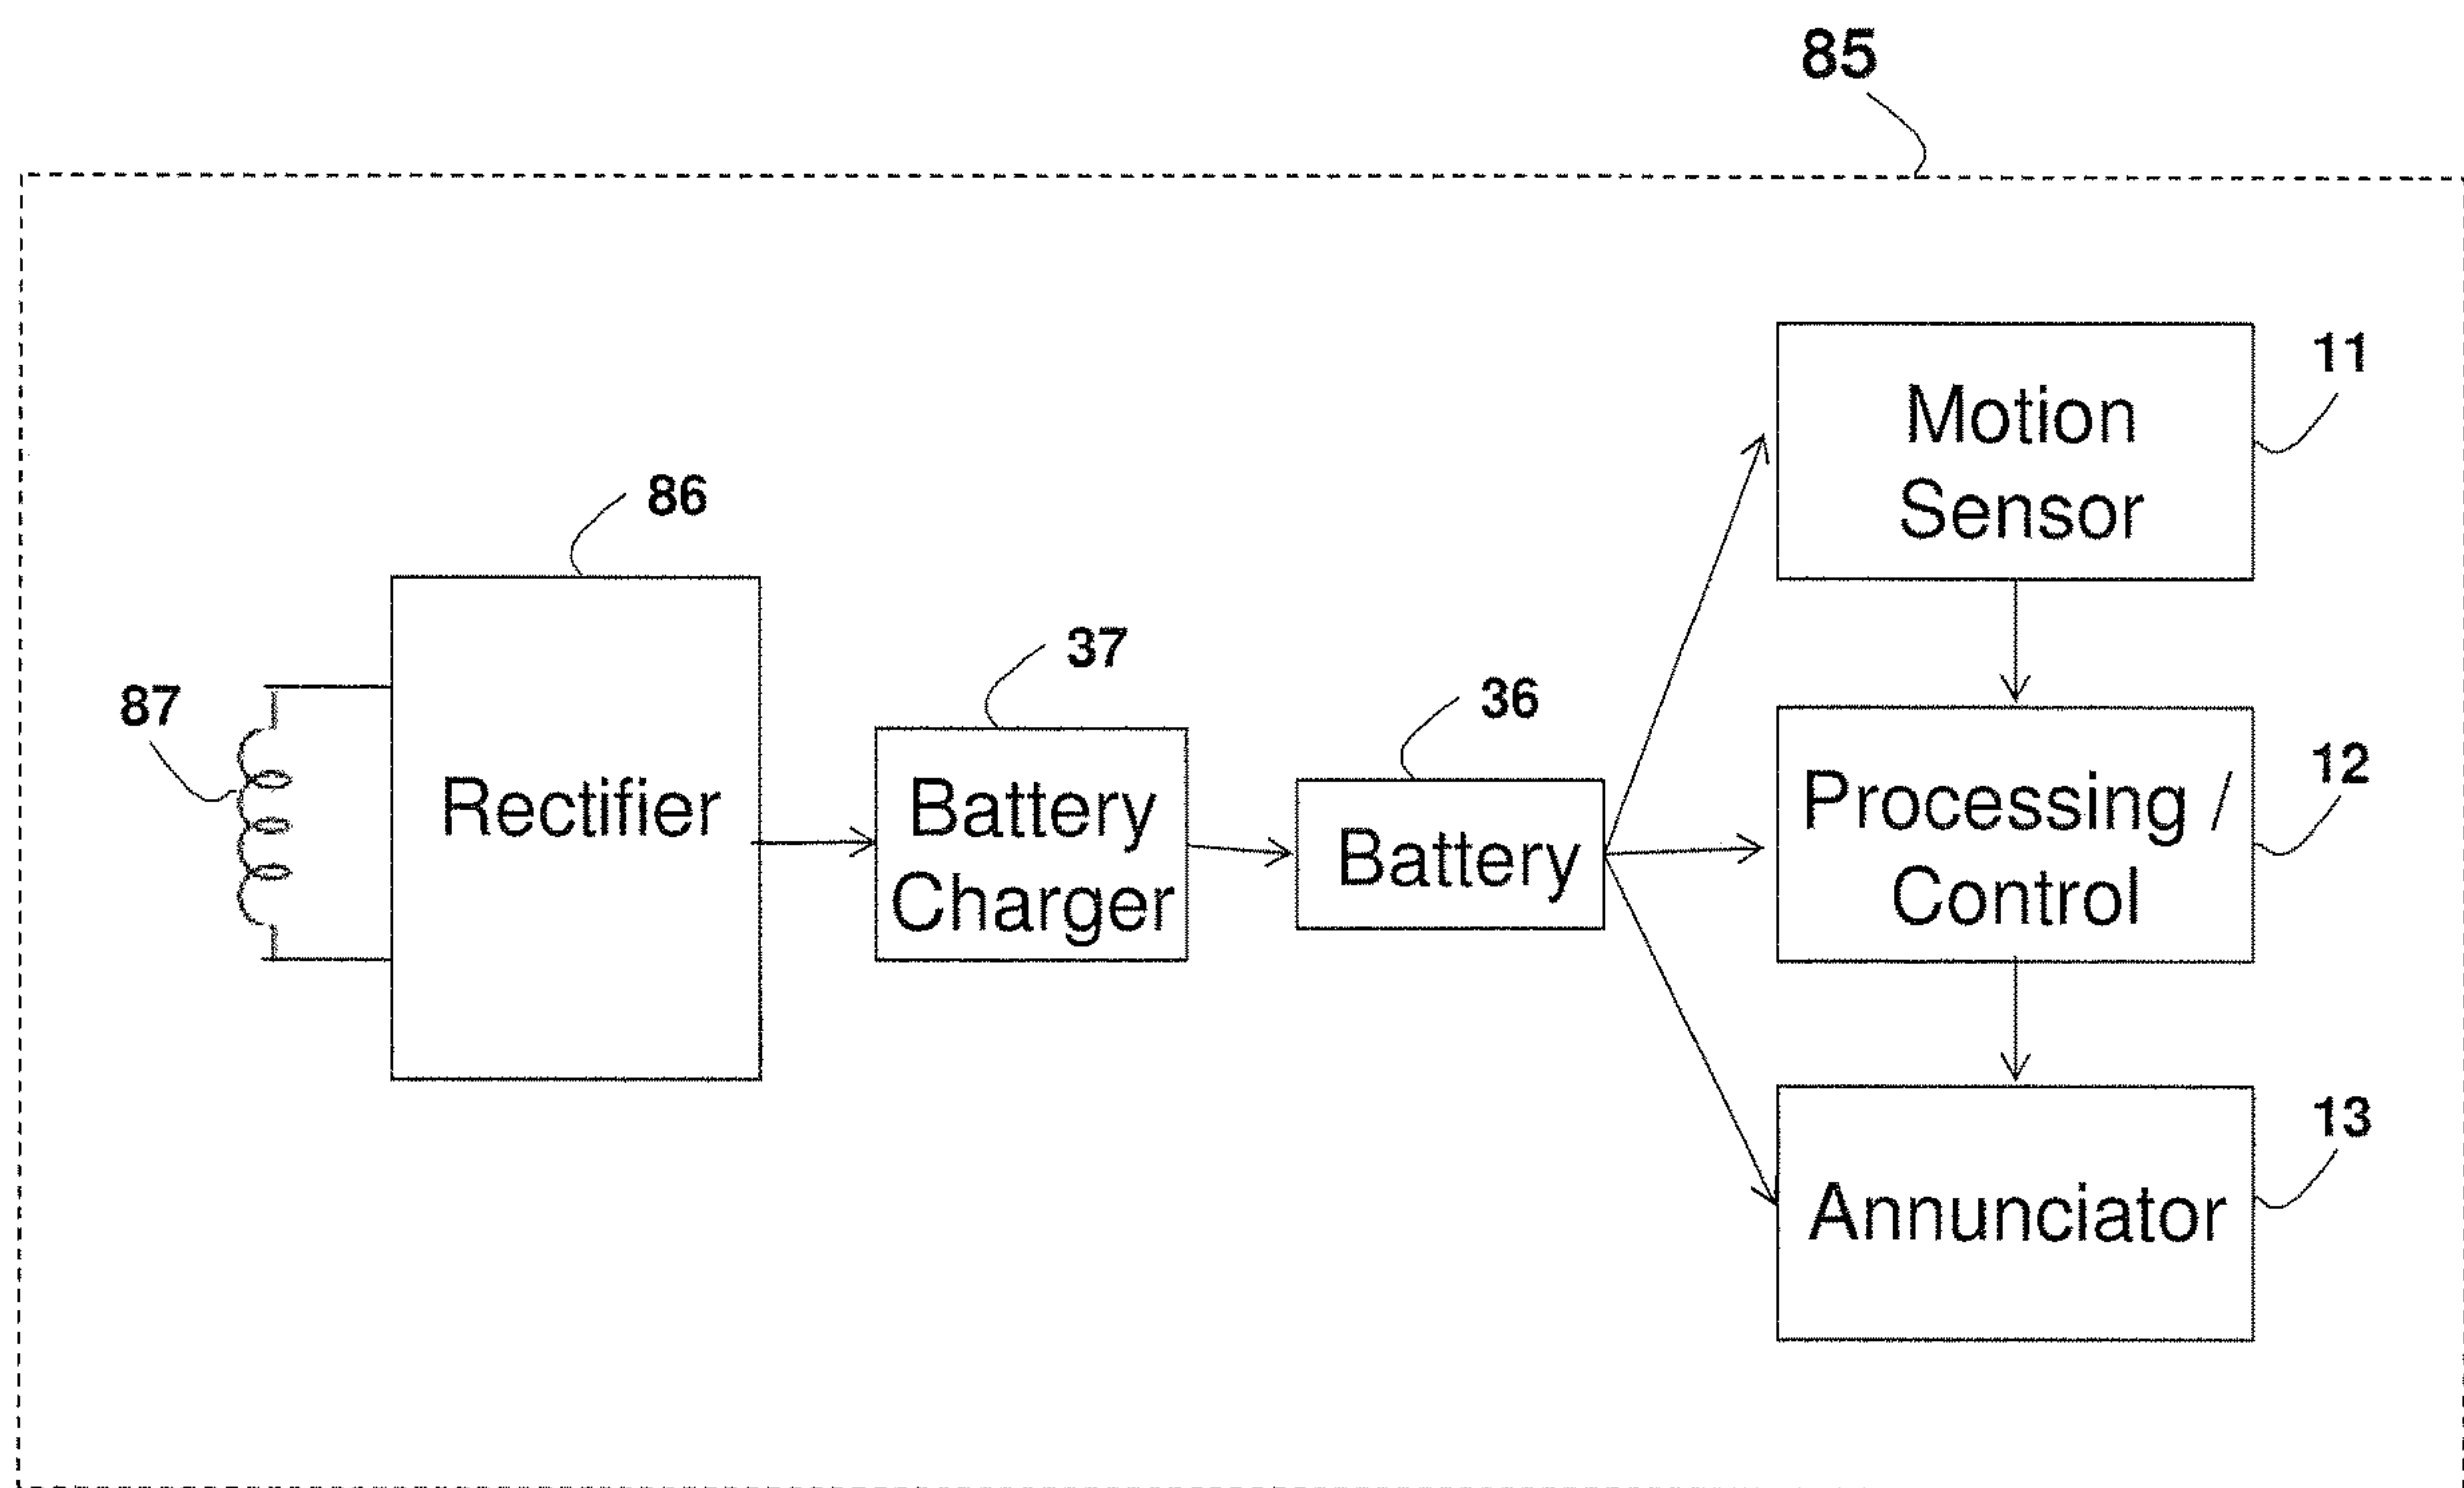 85
11
Motion
Sensor
86
37
36
87
12
Rectifier
Battery
Charger
Battery
Processing /
Control
13
Annunciator